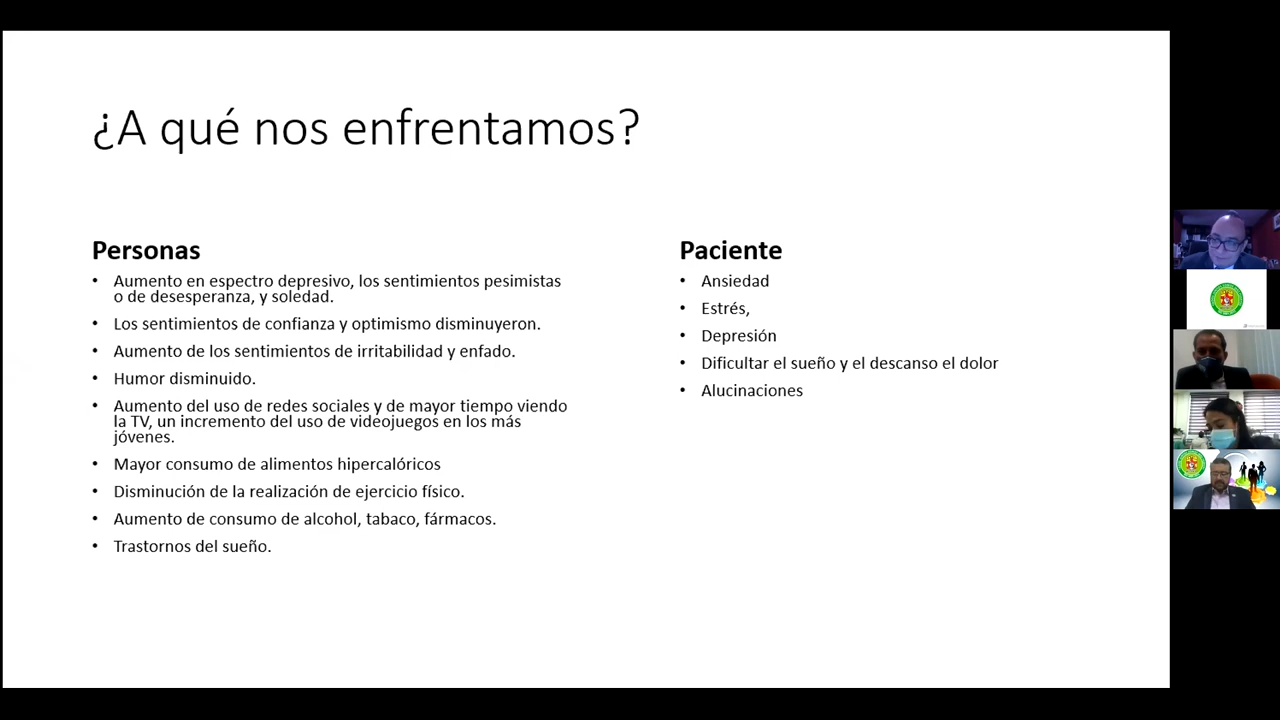 ¿A qué nos enfrentamos?
Personas
• Aumento en espectro depresivo, los sentimientos pesimistas
o de desesperanza, y soledad.
• Los sentimientos de confianza y optimismo disminuyeron.
• Aumento de los sentimientos de irritabilidad y enfado.
• Humor disminuido.
• Aumento del uso de redes sociales y de mayor tiempo viendo
la TV, un incremento del uso de videojuegos en los más
jóvenes.
• Mayor consumo de alimentos hipercalóricos
• Disminución de la realización de ejercicio físico.
• Aumento de consumo de alcohol, tabaco, fármacos.
• Trastornos del sueño.
Paciente
• Ansiedad
• Estrés,
• Depresión
• Dificultar el sueño y el descanso el dolor
• Alucinaciones